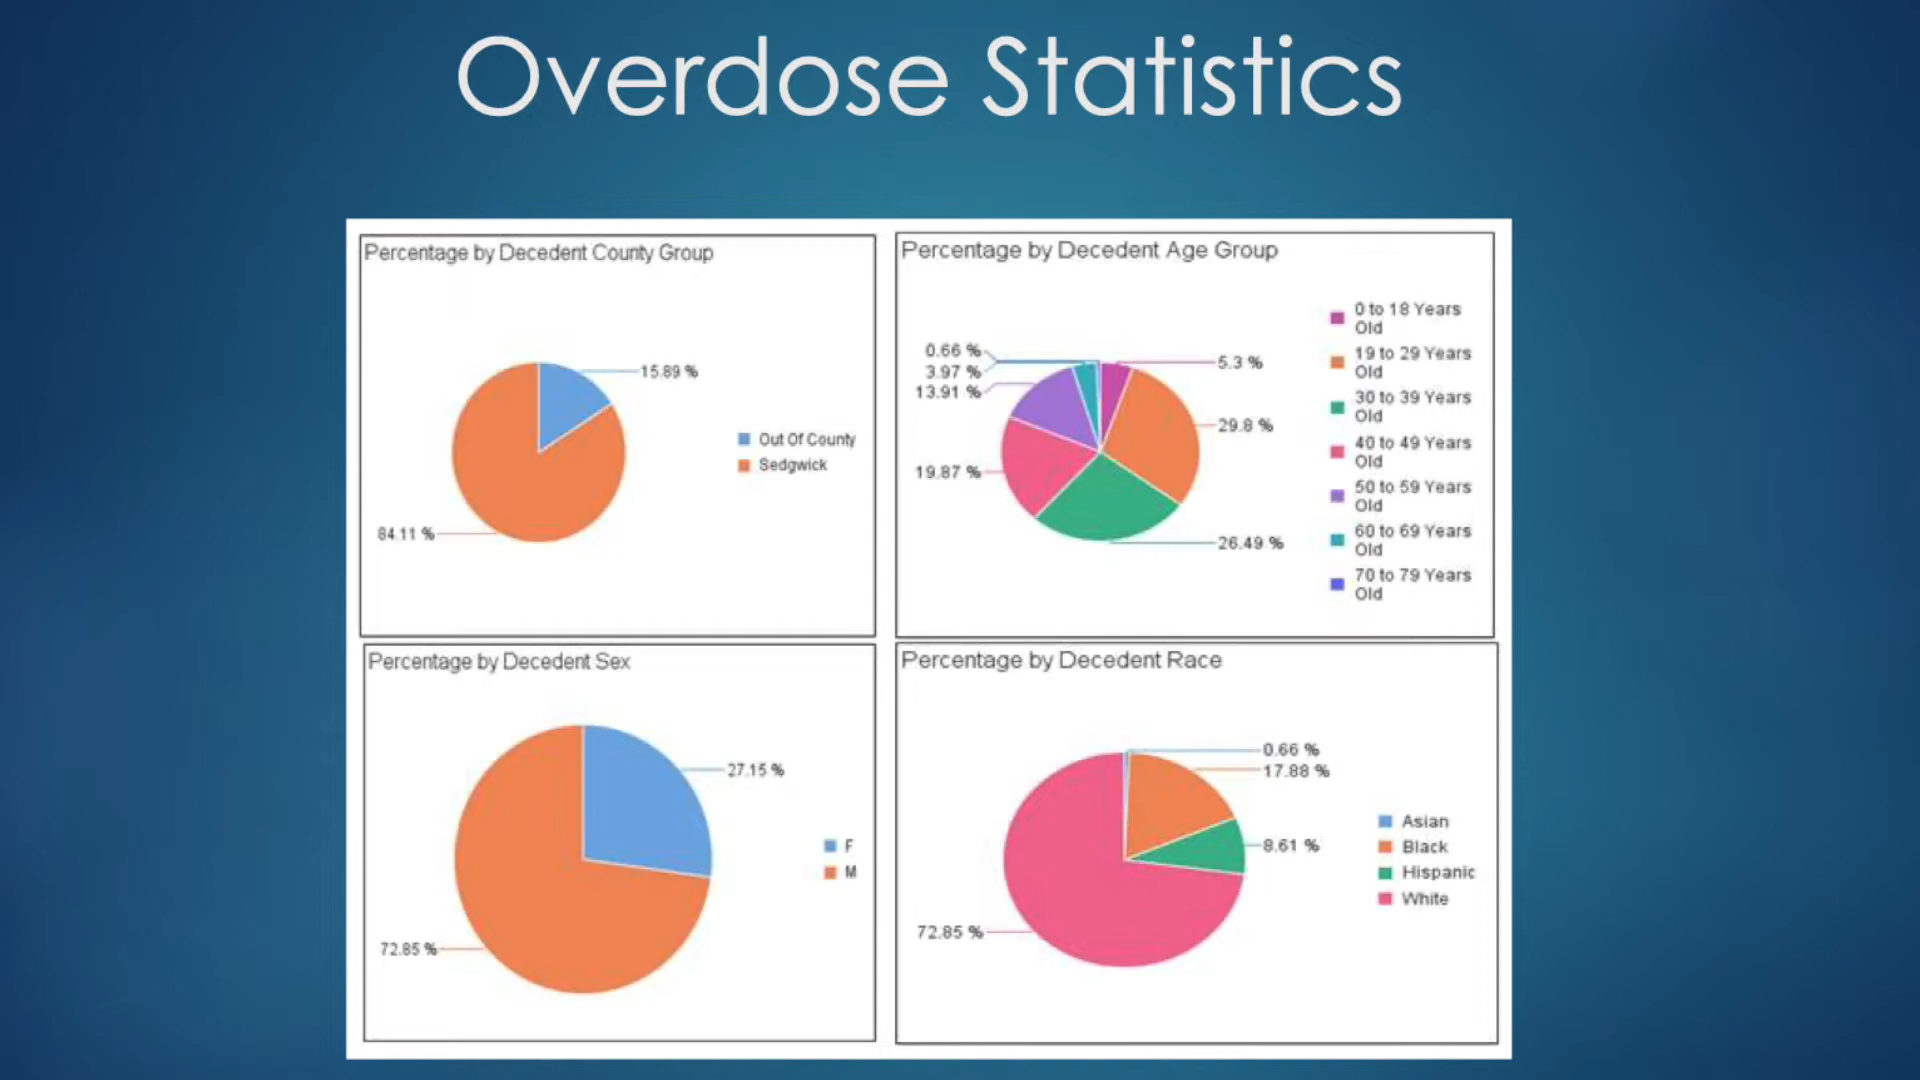 Overdose Statistics
Percentage by Decedent County Group
15.89 %
Out Of County
Sedgwick
84.11 %
Percentage by Decedent Age Group
0.66 %
3.97 %
13.91 %
19.87 %
5.3 %
29.8 %
26.49 %
0 to 18 Years
Old
19 to 29 Years
Old
30 to 39 Years
Old
40 to 49 Years
Old
50 to 59 Years
Old
60 to 69 Years
Old
70 to 79 Years
Old
Percentage by Decedent Sex
27.15 %
F
M
72.85 %
Percentage by Decedent Race
0.66 %
17.88 %
8.61 %
Asian
Black
Hispanic
White
72.85 %